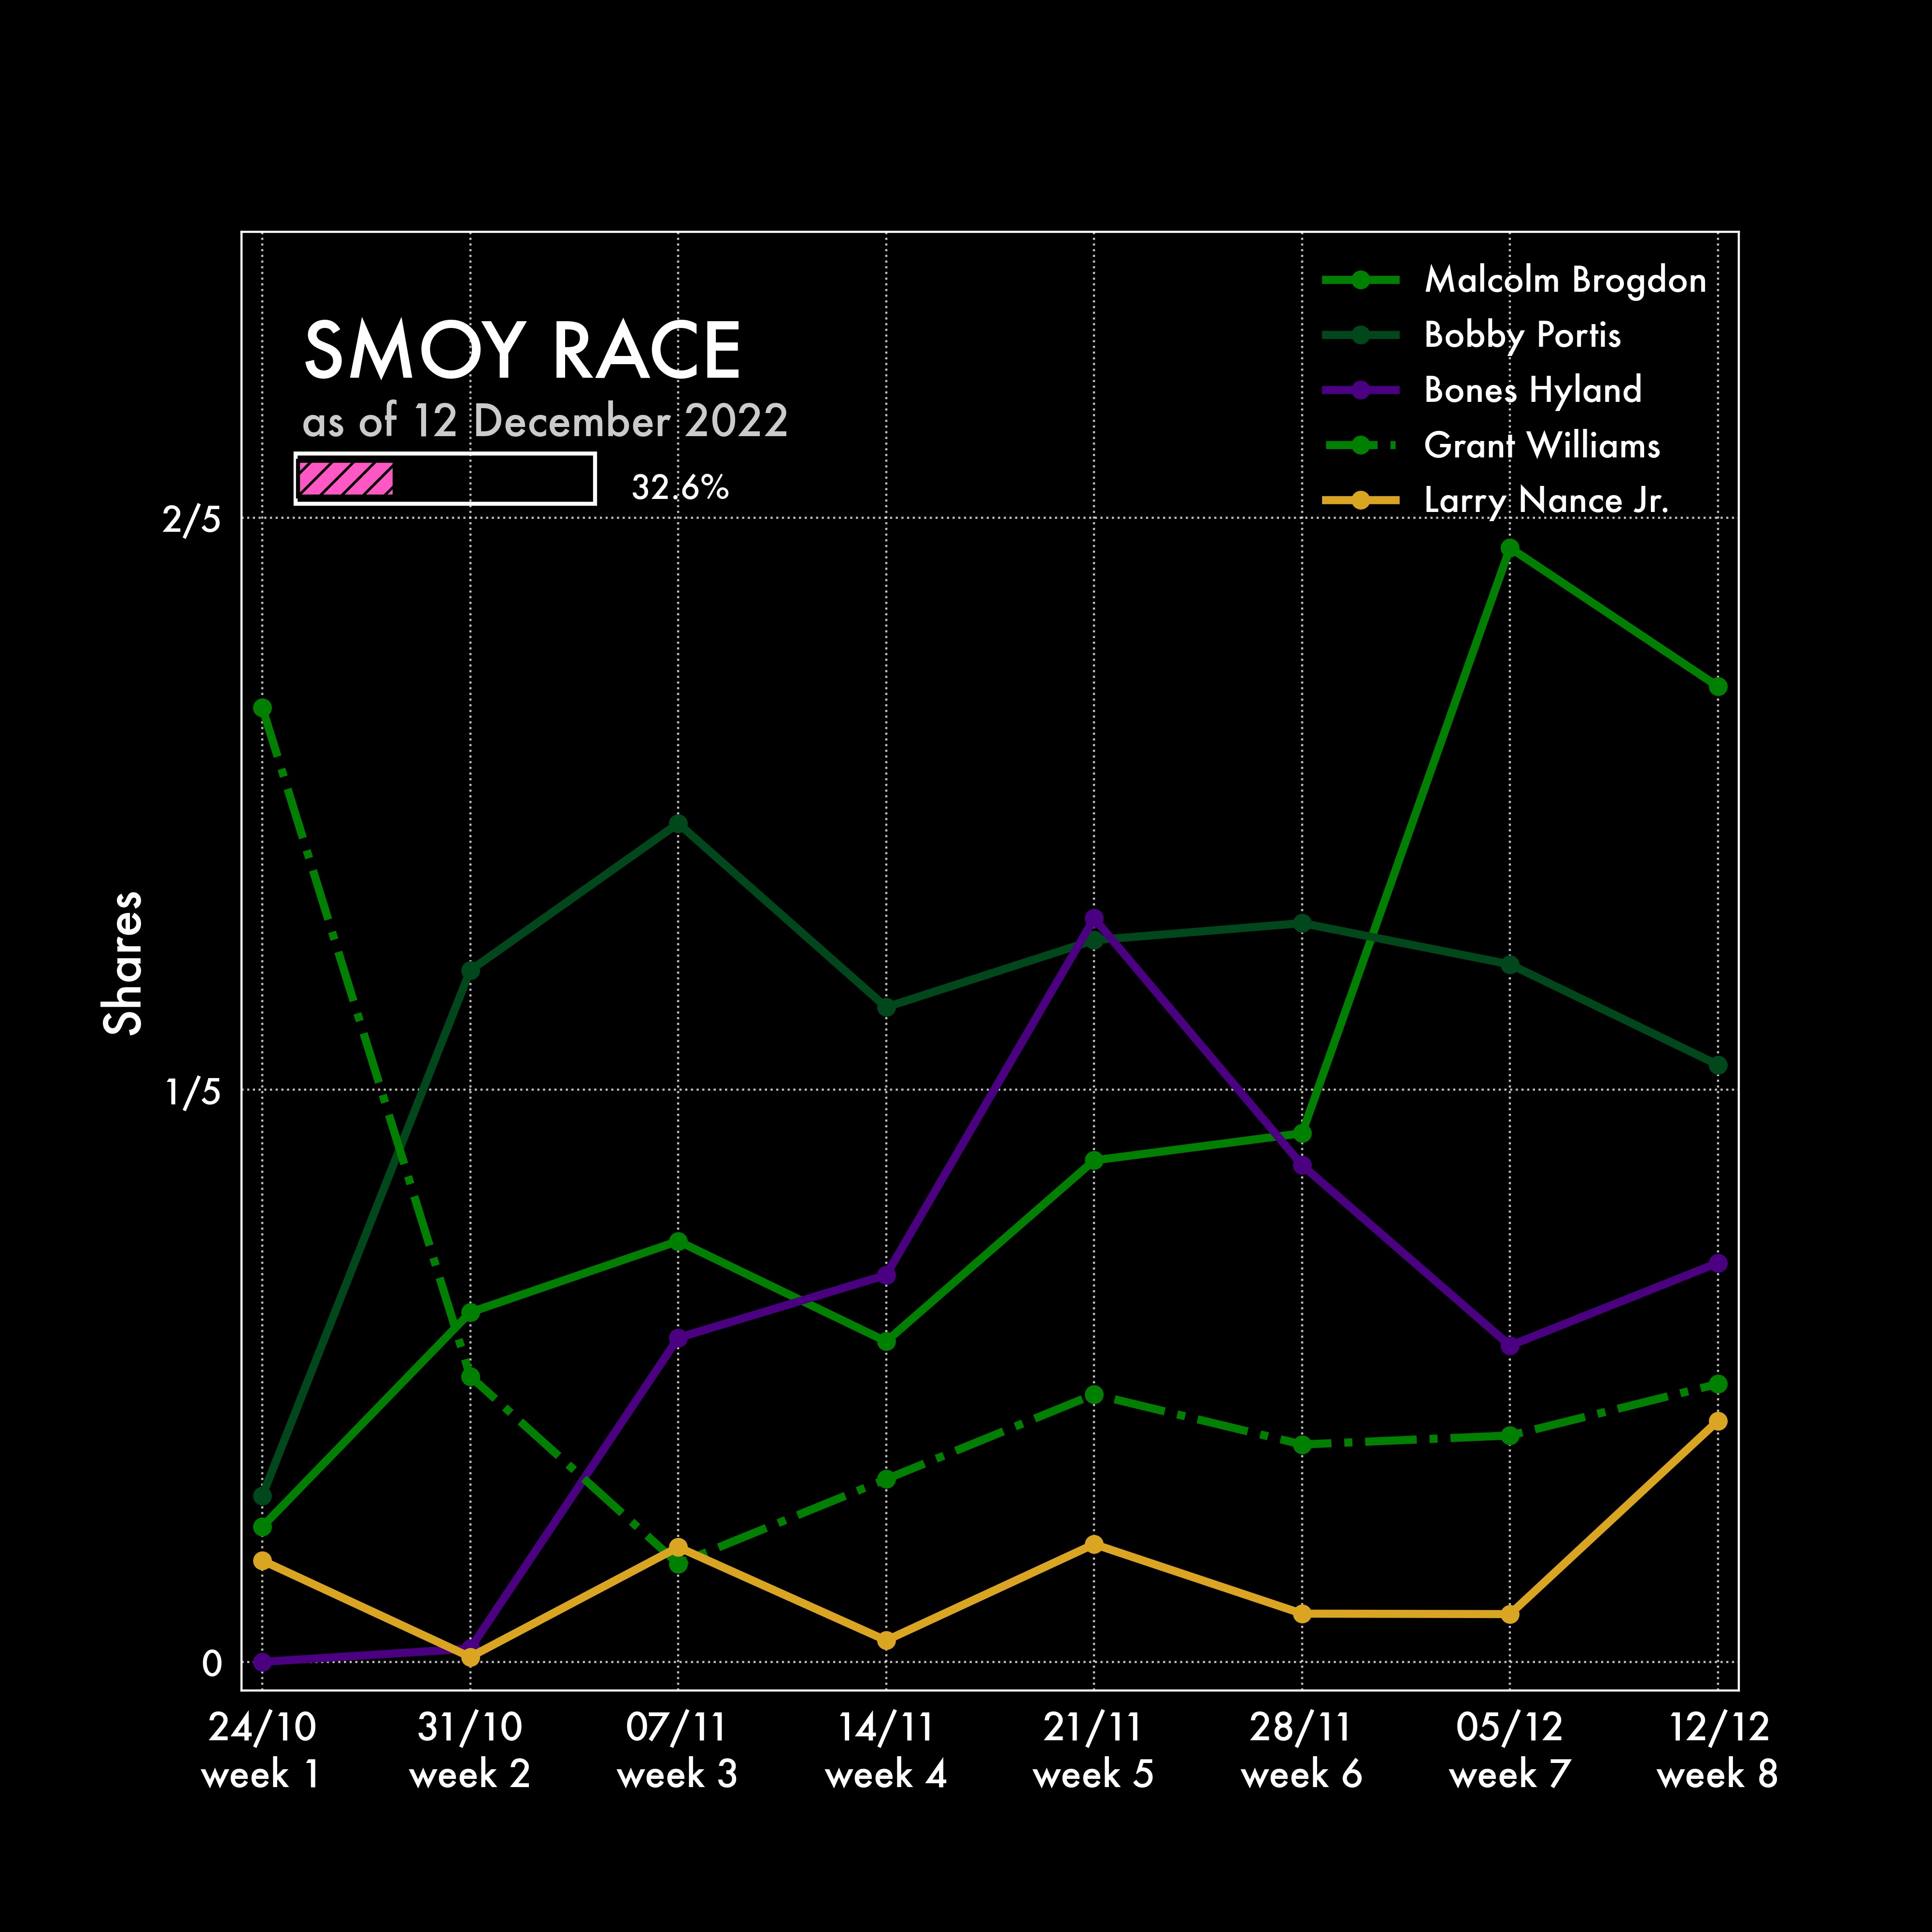 SMOY RACE
as of 12 December 2022
32.6%
Malcolm Brogdon
Bobby Portis
Bones Hyland
Grant Williams
Larry Nance Jr.
Shares
2/5
1/5
0
24/10 31/10 07/11 14/11 21/11 28/11 05/12 12/12
week 1 week 2 week 3 week 4 week 5 week 6 week 7 week 8